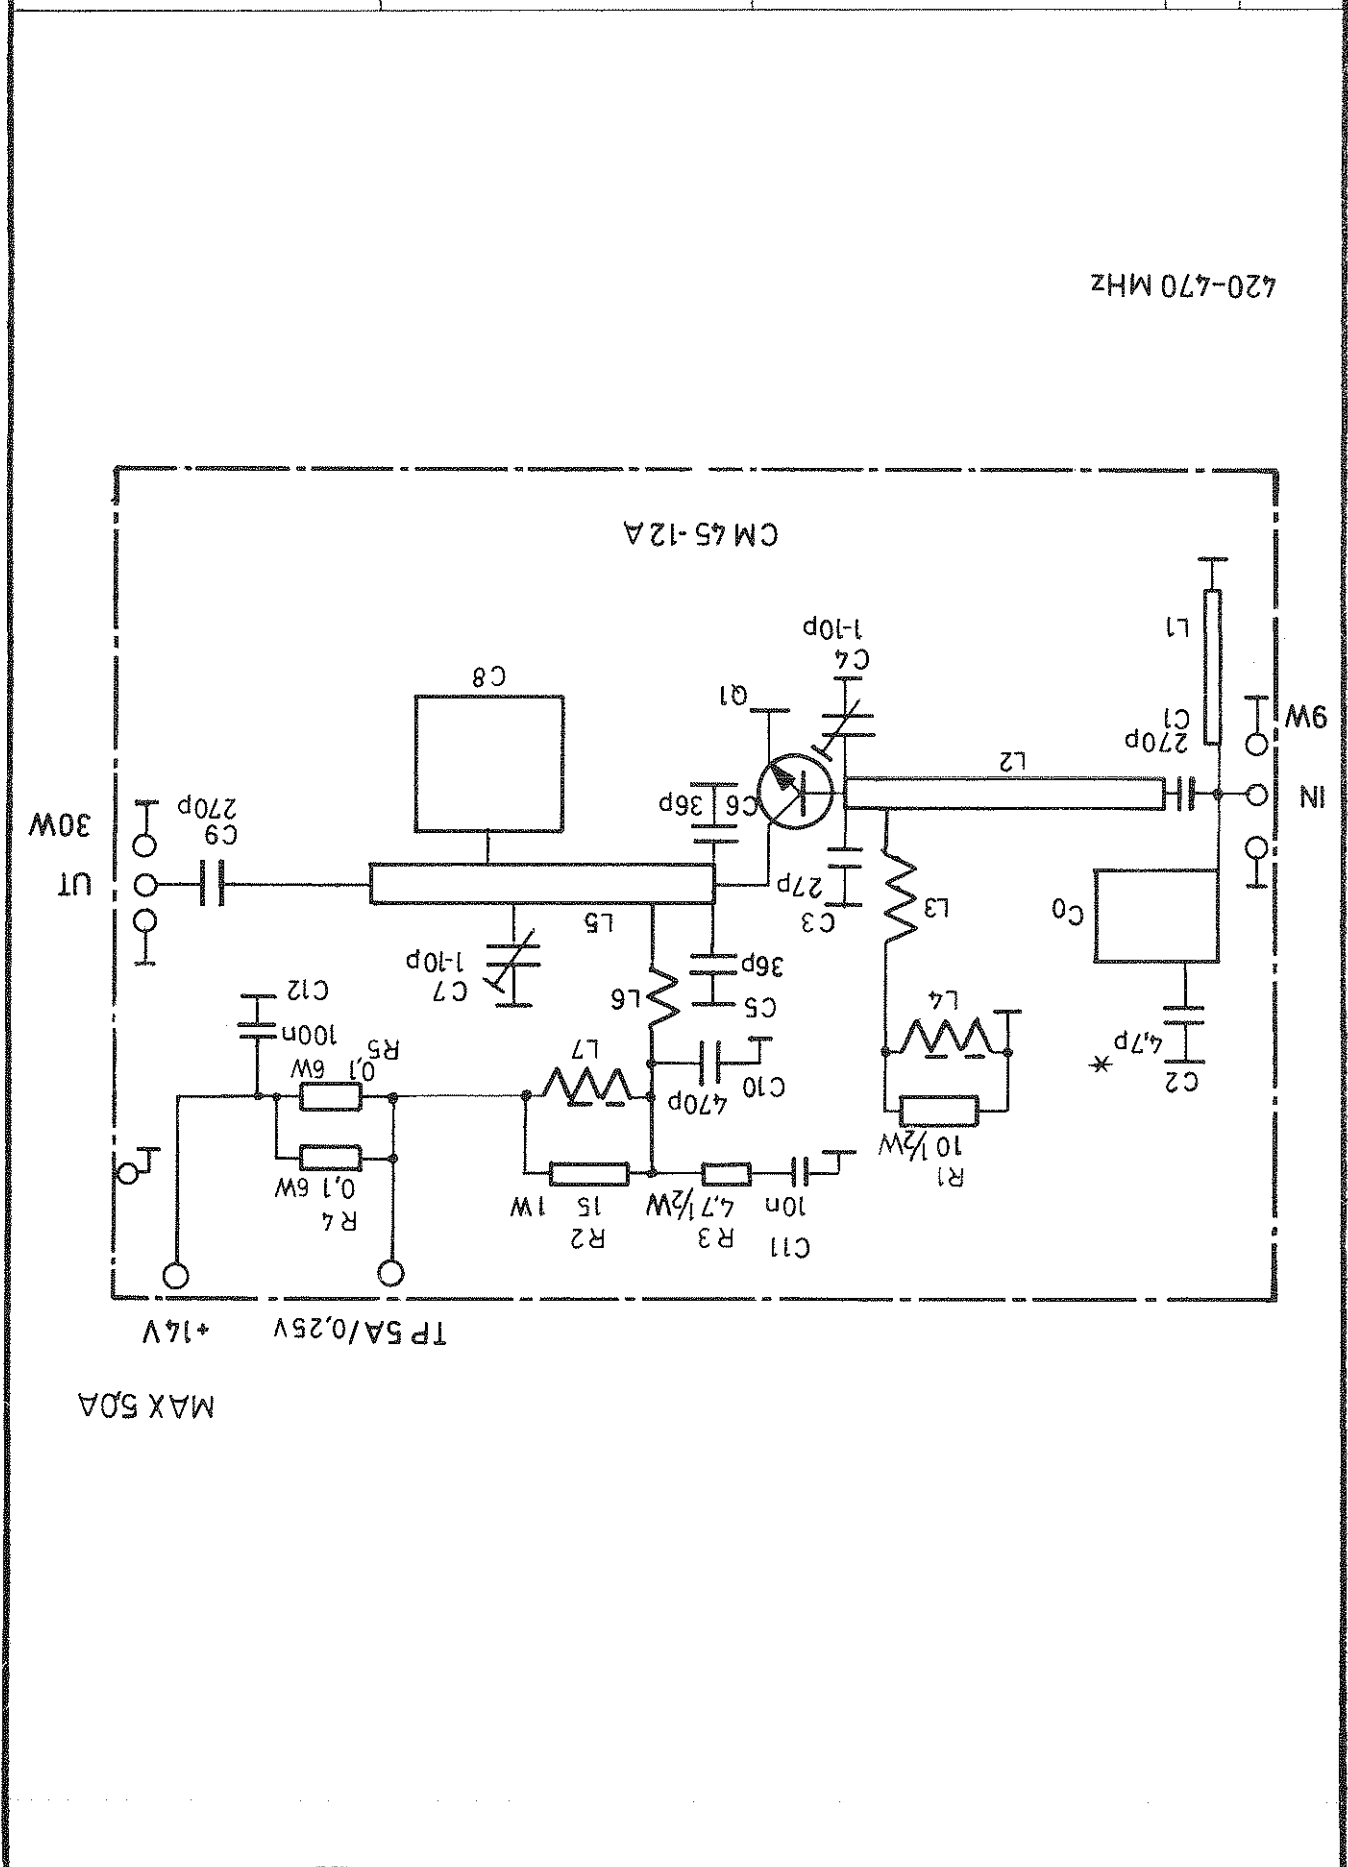 MAX 5,0A
TP 5A/0,25V
+14V
C11
10n
R3
4,7 ½W
R2
15 1W
R4
0,1 6W
R1
10 ½W
C2
4,7p
*
C10
470p
L7
R5
0,1 6W
100n
C12
L4
L6
C5
36p
C7
1-10p
C0
L3
C3
27p
L5
UT
30W
C9
270p
IN
9W
L2
C6
36p
270p
C1
Q1
C8
C4
1-10p
L1
CM 45-12A
420-470 MHz